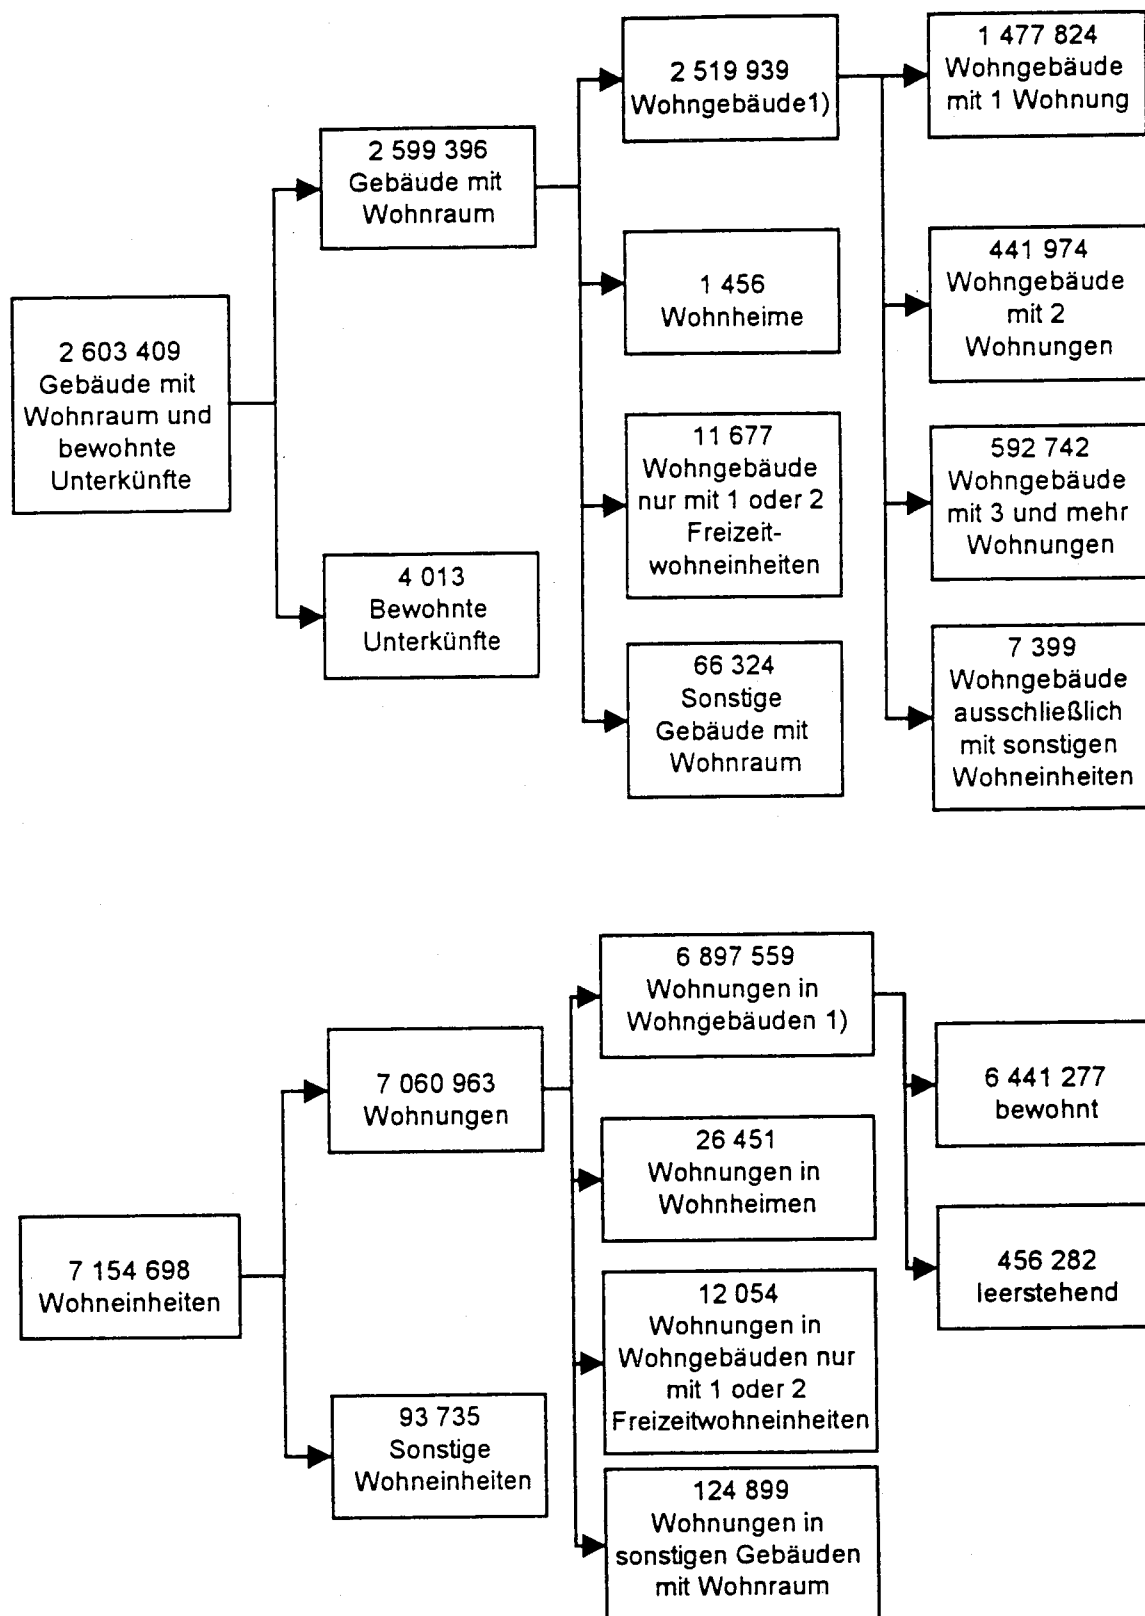 2 603 409
Gebäude mit
Wohnraum und
bewohnte
Unterkünfte
2 599 396
Gebäude mit
Wohnraum
4 013
Bewohnte
Unterkünfte
2 519 939
Wohngebäude1)
1 456
Wohnheime
11 677
Wohngebäude
nur mit 1 oder 2
Freizeit-
wohneinheiten
66 324
Sonstige
Gebäude mit
Wohnraum
1 477 824
Wohngebäude
mit 1 Wohnung
441 974
Wohngebäude
mit 2
Wohnungen
592 742
Wohngebäude
mit 3 und mehr
Wohnungen
7 399
Wohngebäude
ausschließlich
mit sonstigen
Wohneinheiten
7 154 698
Wohneinheiten
7 060 963
Wohnungen
93 735
Sonstige
Wohneinheiten
6 897 559
Wohnungen in
Wohngebäuden 1)
26 451
Wohnungen in
Wohnheimen
12 054
Wohnungen in
Wohngebäuden nur
mit 1 oder 2
Freizeitwohneinheiten
124 899
Wohnungen in
sonstigen Gebäuden
mit Wohnraum
6 441 277
bewohnt
456 282
leerstehend